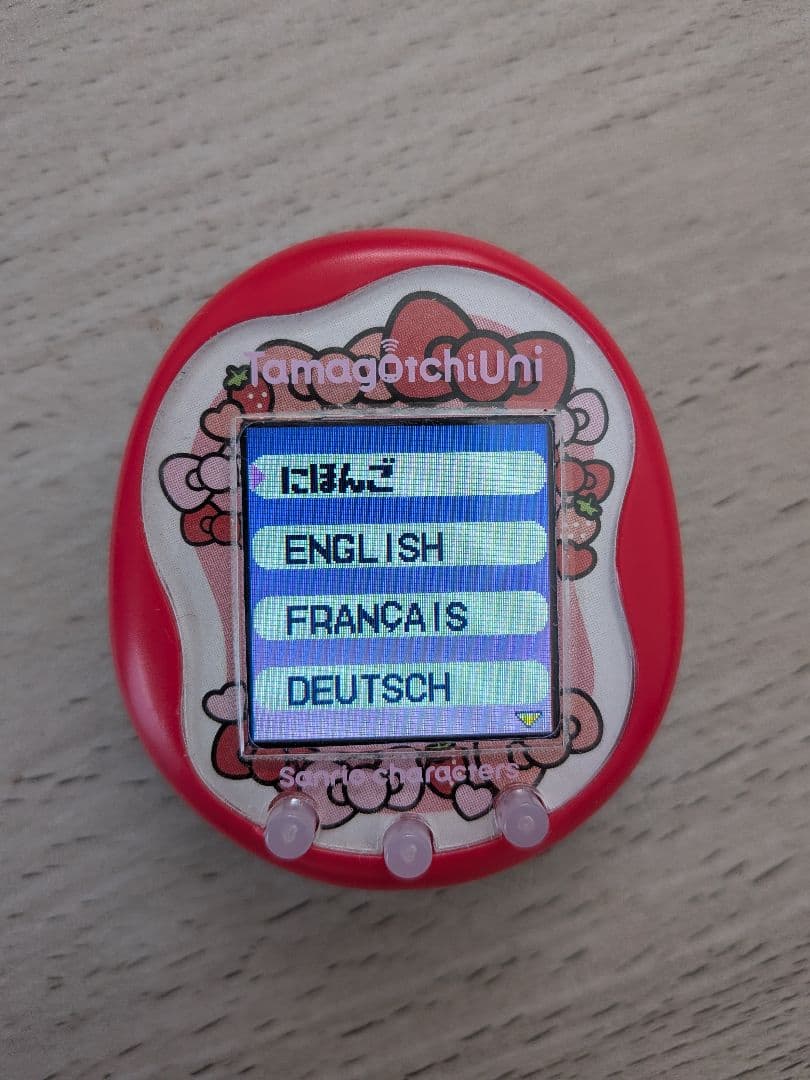 TamagotchiUni
にほんご
ENGLISH
FRANÇAIS
DEUTSCH
Sanrio characters